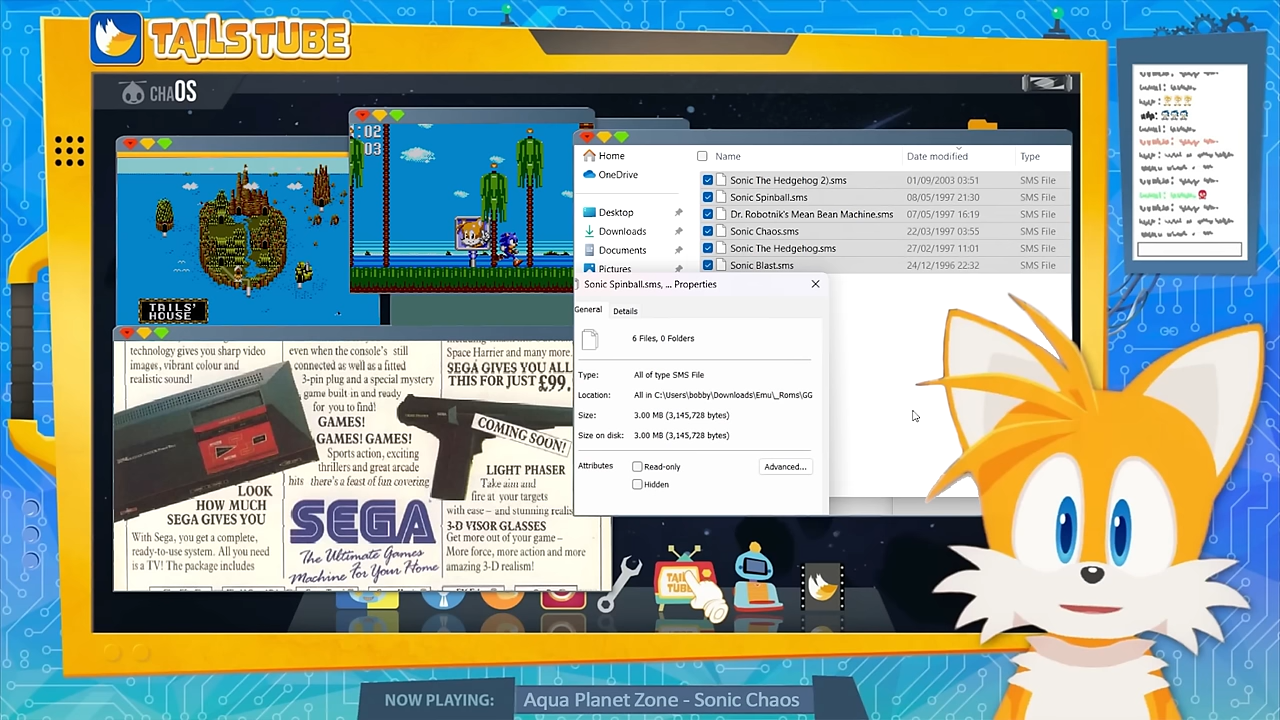 TAILSTUBE
chaOS
:02
03
TAILS'
HOUSE
Home
OneDrive
Desktop
Downloads
Documents
Pictures
Name
Date modified
Type
Sonic The Hedgehog 2).sms
01/09/2003 03:51
SMS File
Sonic Spinball.sms
08/05/1997 21:30
SMS File
Dr. Robotnik's Mean Bean Machine.sms
07/05/1997 16:19
SMS File
Sonic Chaos.sms
22/03/1997 03:55
SMS File
Sonic The Hedgehog.sms
27/02/1997 11:01
SMS File
Sonic Blast.sms
24/12/1996 22:32
SMS File
Sonic Spinball.sms, ... Properties
General
Details
6 Files, 0 Folders
Type:
All of type SMS File
Location:
All in C:\Users\bobby\Downloads\Emu\_Roms\GG
Size:
3.00 MB (3,145,728 bytes)
Size on disk:
3.00 MB (3,145,728 bytes)
Attributes
Read-only
Advanced...
Hidden
technology gives you sharp video
images, vibrant colour and
realistic sound!
even when the console's still
connected as well as a fitted
3-pin plug and a special mystery
game built in and ready
for you to find!
GAMES!
GAMES! GAMES!
Sports action, exciting
thrillers and great arcade
hits there's a feast of fun covering
Space Harrier and many more.
SEGA GIVES YOU ALL
THIS FOR JUST £99.
COMING SOON!
LIGHT PHASER
Take aim and
fire at your targets
with ease – and stunning realis
3-D VISOR GLASSES
Get more out of your game –
More force, more action and more
amazing 3-D realism!
LOOK
HOW MUCH
SEGA GIVES YOU
With Sega, you get a complete,
ready-to-use system. All you need
is a TV! The package includes
SEGA
The Ultimate Games
Machine For Your Home
TAILS
TUBE
NOW PLAYING:
Aqua Planet Zone - Sonic Chaos